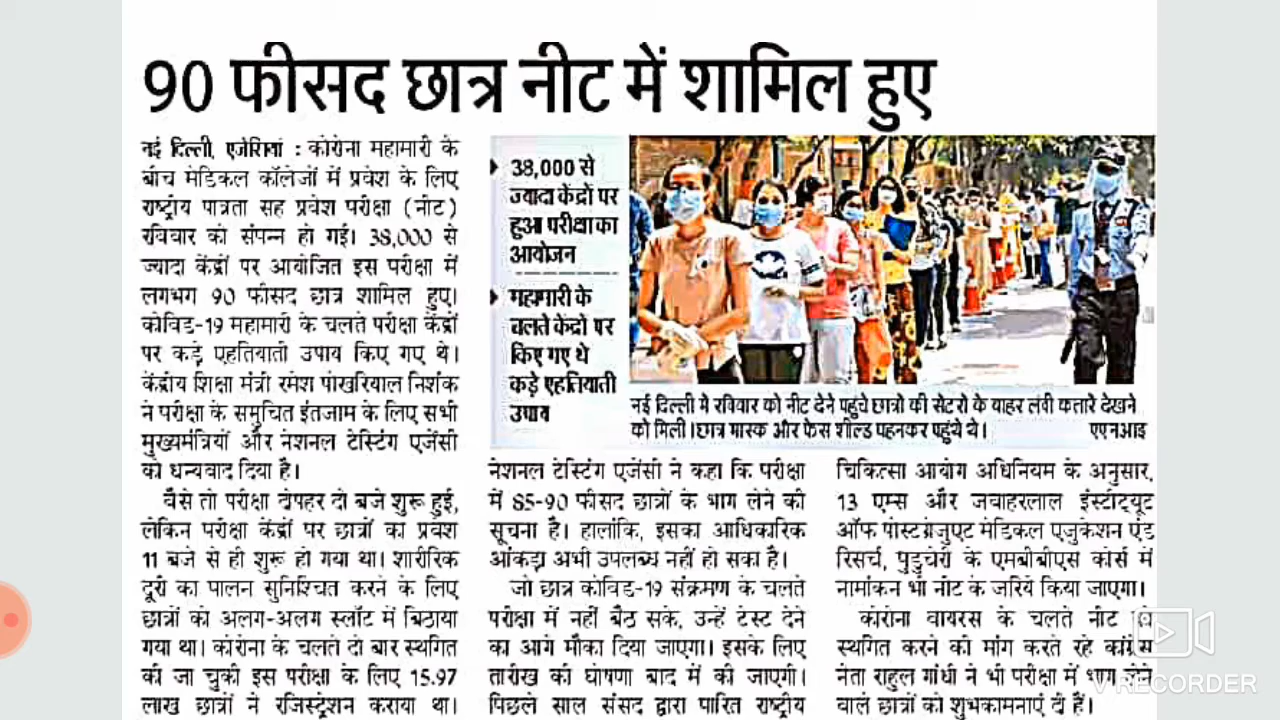 90 फीसद छात्र नीट में शामिल हुए
नई दिल्ली, एजेंसियां : कोरोना महामारी के
बीच मेडिकल कॉलेजों में प्रवेश के लिए
राष्ट्रीय पात्रता सह प्रवेश परीक्षा (नीट)
रविवार को संपन्न हो गई। 38,000 से
ज्यादा केंद्रों पर आयोजित इस परीक्षा में
लगभग 90 फीसद छात्र शामिल हुए।
कोविड-19 महामारी के चलते परीक्षा केंद्रों
पर कड़े एहतियाती उपाय किए गए थे।
केंद्रीय शिक्षा मंत्री रमेश पोखरियाल निशंक
ने परीक्षा के समुचित इंतजाम के लिए सभी
मुख्यमंत्रियों और नेशनल टेस्टिंग एजेंसी
को धन्यवाद दिया है।
वैसे तो परीक्षा दोपहर दो बजे शुरू हुई,
लेकिन परीक्षा केंद्रों पर छात्रों का प्रवेश
11 बजे से ही शुरू हो गया था। शारीरिक
दूरी का पालन सुनिश्चित करने के लिए
छात्रों को अलग-अलग स्लॉट में बिठाया
गया था। कोरोना के चलते दो बार स्थगित
की जा चुकी इस परीक्षा के लिए 15.97
लाख छात्रों ने रजिस्ट्रेशन कराया था।
38,000 से
ज्यादा केंद्रों पर
हुआ परीक्षा का
आयोजन
महामारी के
चलते केंद्रों पर
किए गए थे
कड़े एहतियाती
उपाय
नई दिल्ली में रविवार को नीट देने पहुंचे छात्रों की सेंटरों के बाहर लंबी कतारें देखने
को मिली। छात्र मास्क और फेस शील्ड पहनकर पहुंचे थे। एएनआइ
नेशनल टेस्टिंग एजेंसी ने कहा कि परीक्षा
में 85-90 फीसद छात्रों के भाग लेने की
सूचना है। हालांकि, इसका आधिकारिक
आंकड़ा अभी उपलब्ध नहीं हो सका है।
जो छात्र कोविड-19 संक्रमण के चलते
परीक्षा में नहीं बैठ सके, उन्हें टेस्ट देने
का आगे मौका दिया जाएगा। इसके लिए
तारीख की घोषणा बाद में की जाएगी।
पिछले साल संसद द्वारा पारित राष्ट्रीय
चिकित्सा आयोग अधिनियम के अनुसार,
13 एम्स और जवाहरलाल इंस्टीट्यूट
ऑफ पोस्टग्रेजुएट मेडिकल एजुकेशन एंड
रिसर्च, पुडुचेरी के एमबीबीएस कोर्स में
नामांकन भी नीट के जरिये किया जाएगा।
कोरोना वायरस के चलते नीट को
स्थगित करने की मांग करते रहे कांग्रेस
नेता राहुल गांधी ने भी परीक्षा में भाग लेने
वाले छात्रों को शुभकामनाएं दी हैं।
V RECORDER